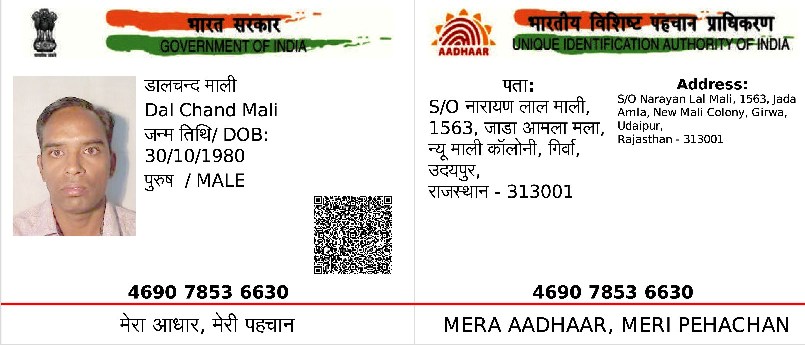 भारत सरकार
GOVERNMENT OF INDIA
डालचन्द माली
Dal Chand Mali
जन्म तिथि/ DOB:
30/10/1980
पुरुष / MALE
4690 7853 6630
मेरा आधार, मेरी पहचान
भारतीय विशिष्ट पहचान प्राधिकरण
UNIQUE IDENTIFICATION AUTHORITY OF INDIA
AADHAAR
पता:
S/O नारायण लाल माली,
1563, जाडा आमला मला,
न्यू माली कॉलोनी, गिर्वा,
उदयपुर,
राजस्थान - 313001
Address:
S/O Narayan Lal Mali, 1563, Jada
Amla, New Mali Colony, Girwa,
Udaipur,
Rajasthan - 313001
4690 7853 6630
MERA AADHAAR, MERI PEHACHAN